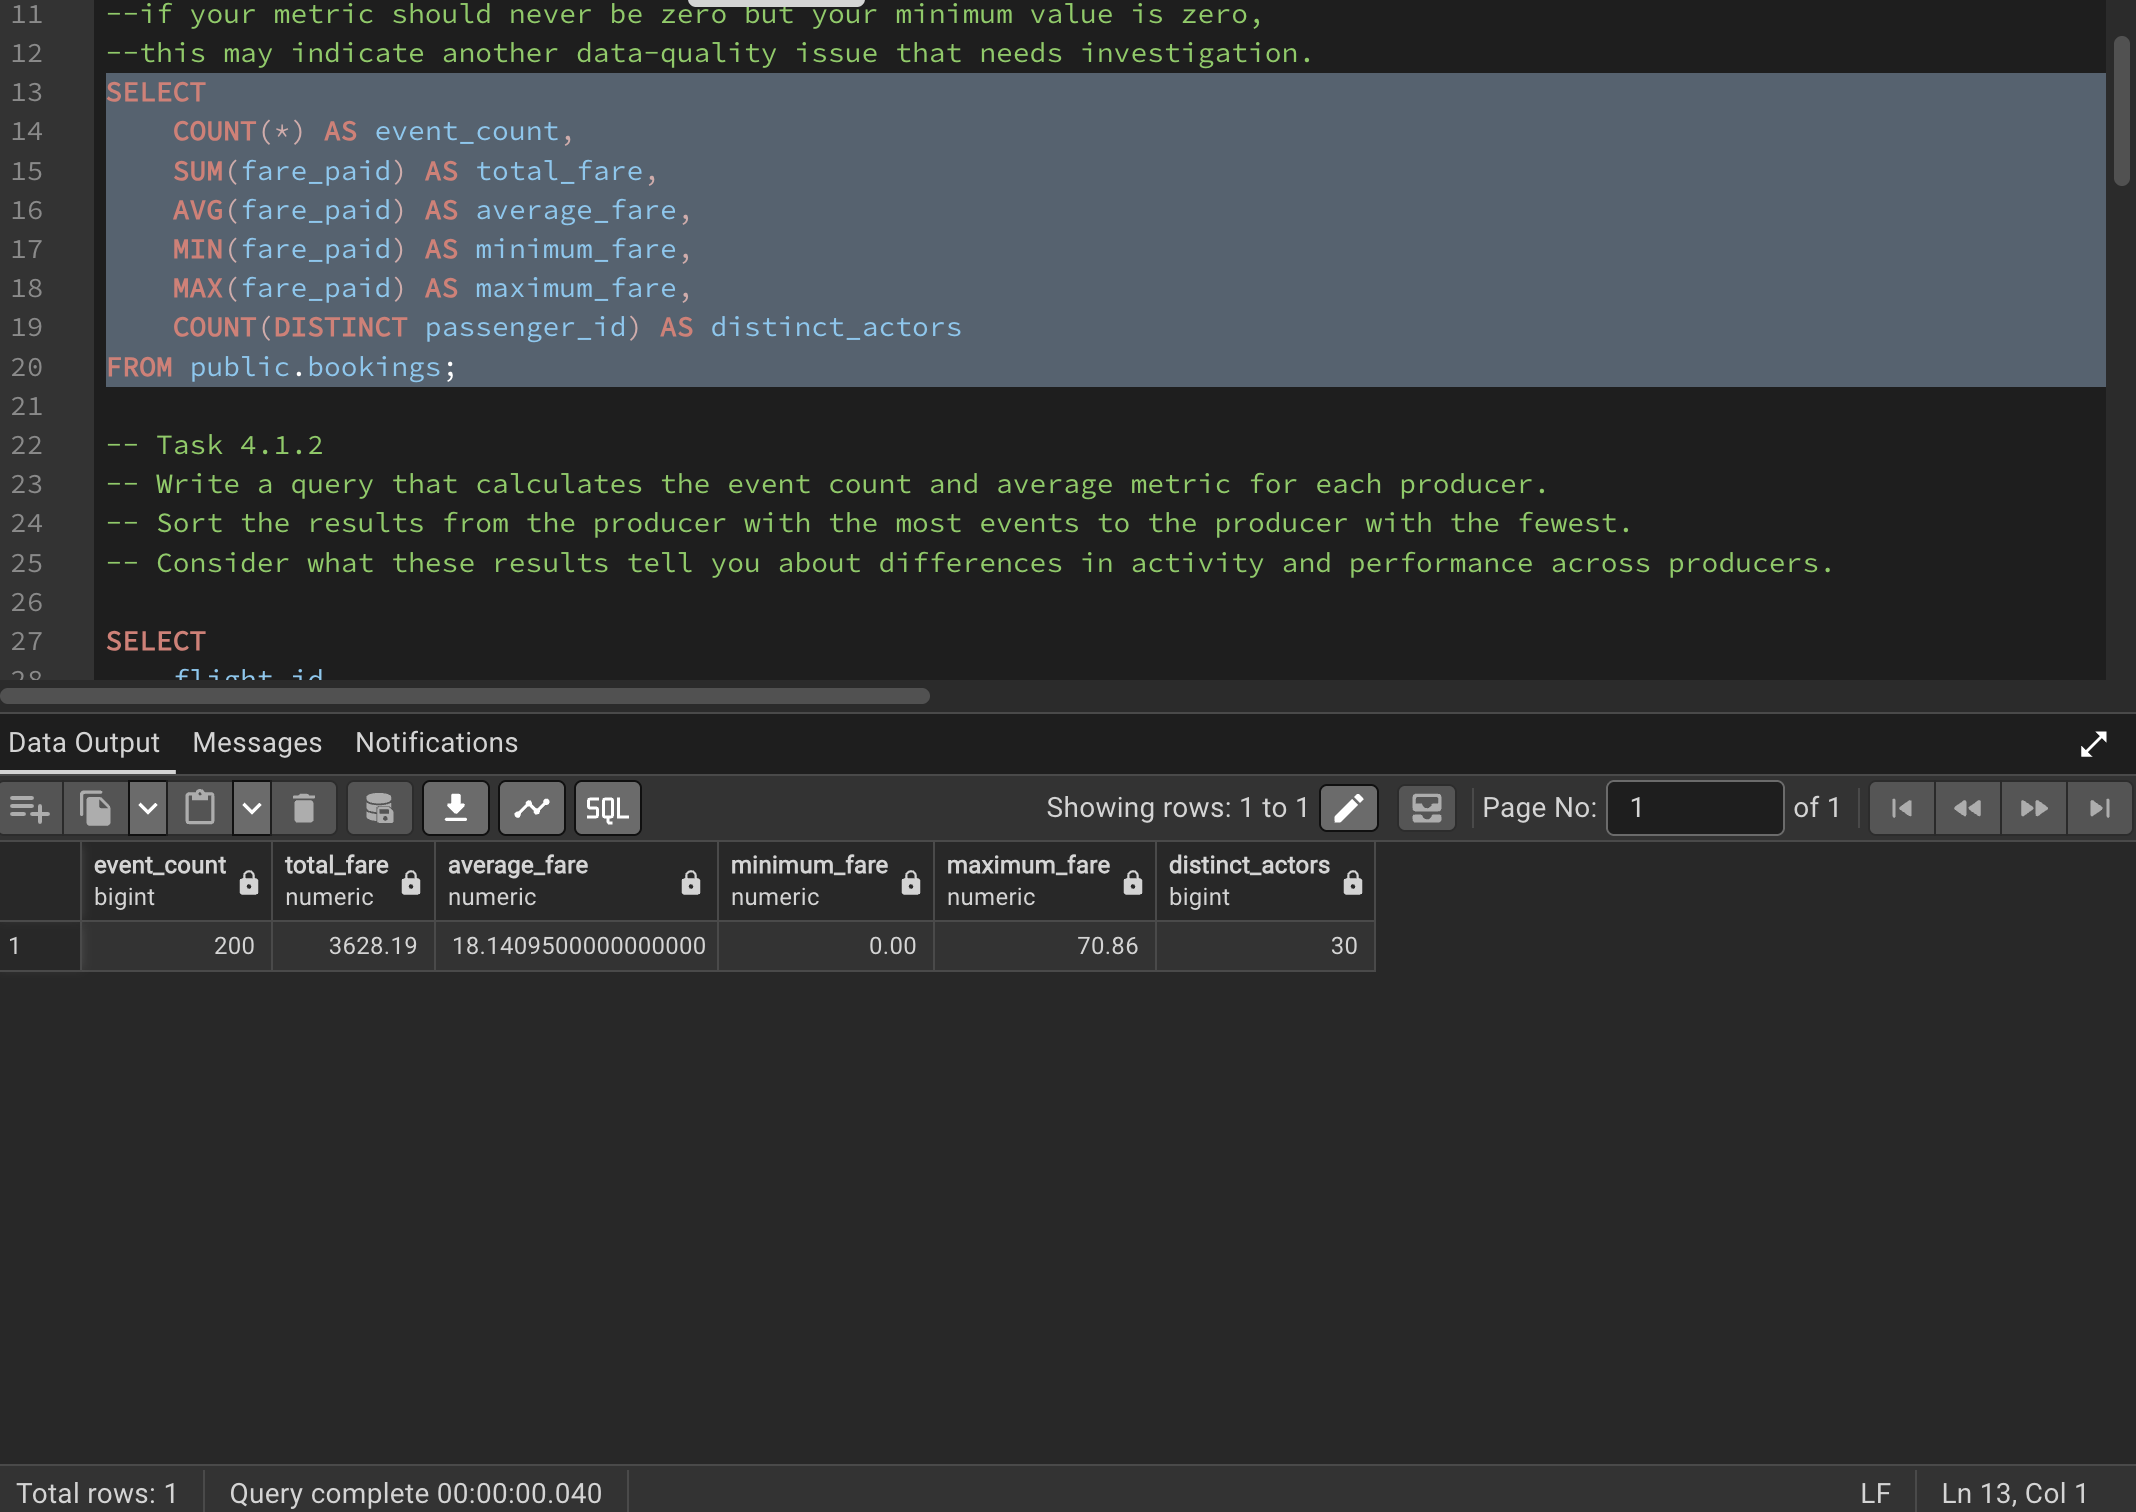 11 --if your metric should never be zero but your minimum value is zero,
12 --this may indicate another data-quality issue that needs investigation.
13 SELECT
14 COUNT(*) AS event_count,
15 SUM(fare_paid) AS total_fare,
16 AVG(fare_paid) AS average_fare,
17 MIN(fare_paid) AS minimum_fare,
18 MAX(fare_paid) AS maximum_fare,
19 COUNT(DISTINCT passenger_id) AS distinct_actors
20 FROM public.bookings;
21
22 -- Task 4.1.2
23 -- Write a query that calculates the event count and average metric for each producer.
24 -- Sort the results from the producer with the most events to the producer with the fewest.
25 -- Consider what these results tell you about differences in activity and performance across producers.
26
27 SELECT
28 flight_id
Data Output Messages Notifications
SQL Showing rows: 1 to 1 Page No: 1 of 1
event_count total_fare average_fare minimum_fare maximum_fare distinct_actors
bigint numeric numeric numeric numeric bigint
1 200 3628.19 18.1409500000000000 0.00 70.86 30
Total rows: 1 Query complete 00:00:00.040 LF Ln 13, Col 1